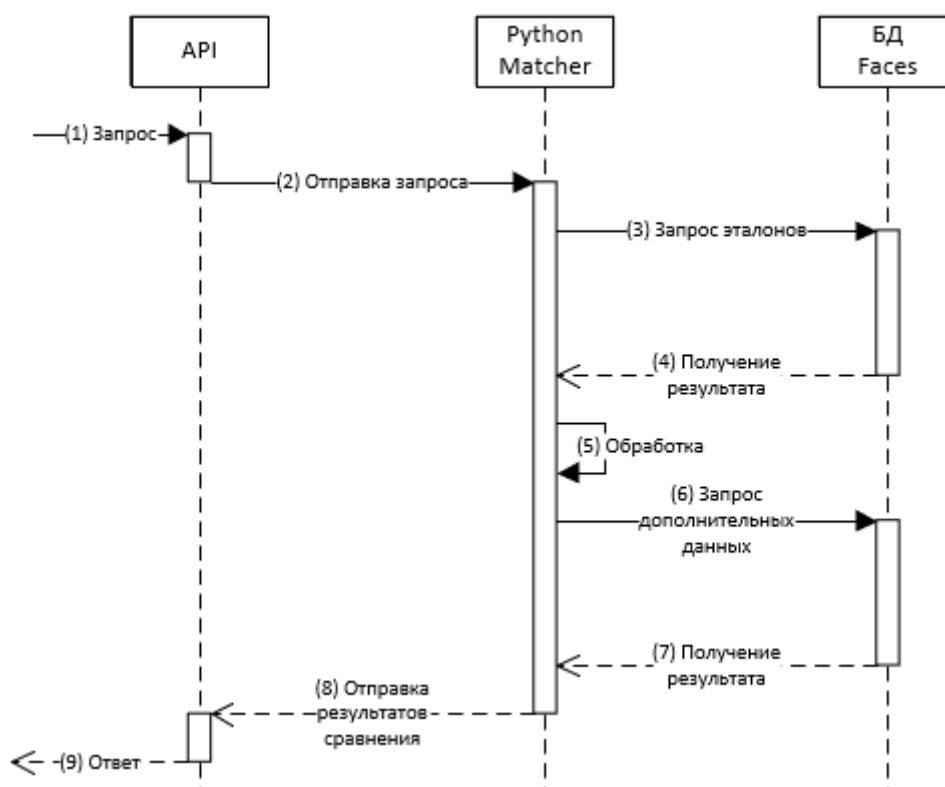 API
Python
Matcher
БД
Faces
(1) Запрос
(2) Отправка запроса
(3) Запрос эталонов
(4) Получение
результата
(5) Обработка
(6) Запрос
дополнительных
данных
(7) Получение
результата
(8) Отправка
результатов
сравнения
(9) Ответ